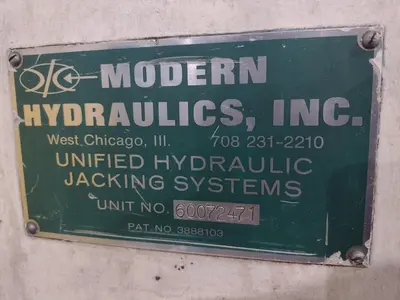 MODERN
HYDRAULICS, INC.
West Chicago, Ill. 708 231-2210
UNIFIED HYDRAULIC
JACKING SYSTEMS
UNIT NO. 60072471
PAT. NO. 3888103